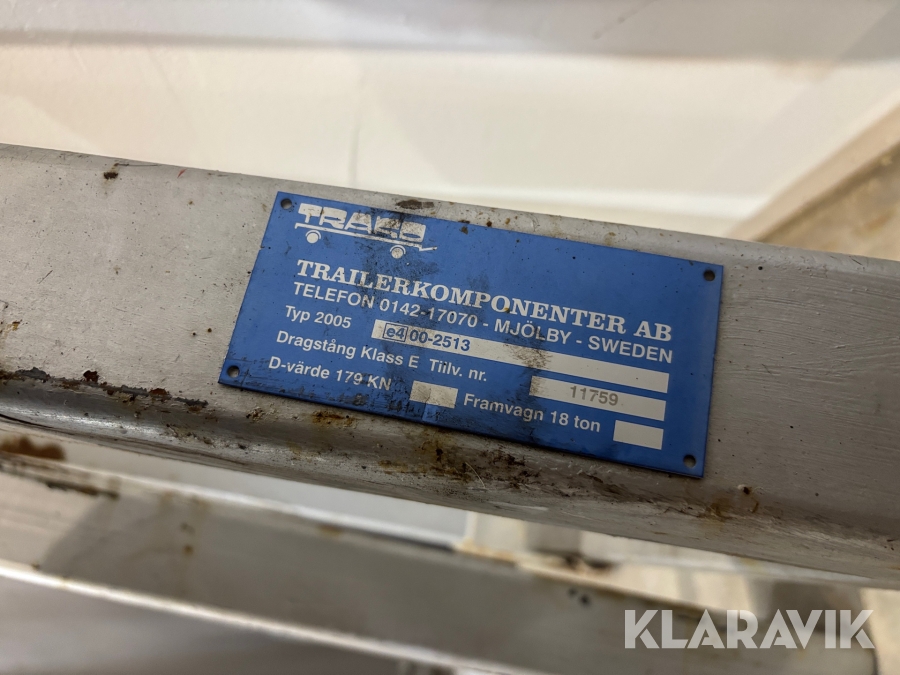 TRAKO
TRAILERKOMPONENTER AB
TELEFON 0142-17070 - MJÖLBY - SWEDEN
Typ 2005 e4 00-2513
Dragstång Klass E Tiilv. nr. 11759
D-värde 179 KN Framvagn 18 ton
KLARAVIK